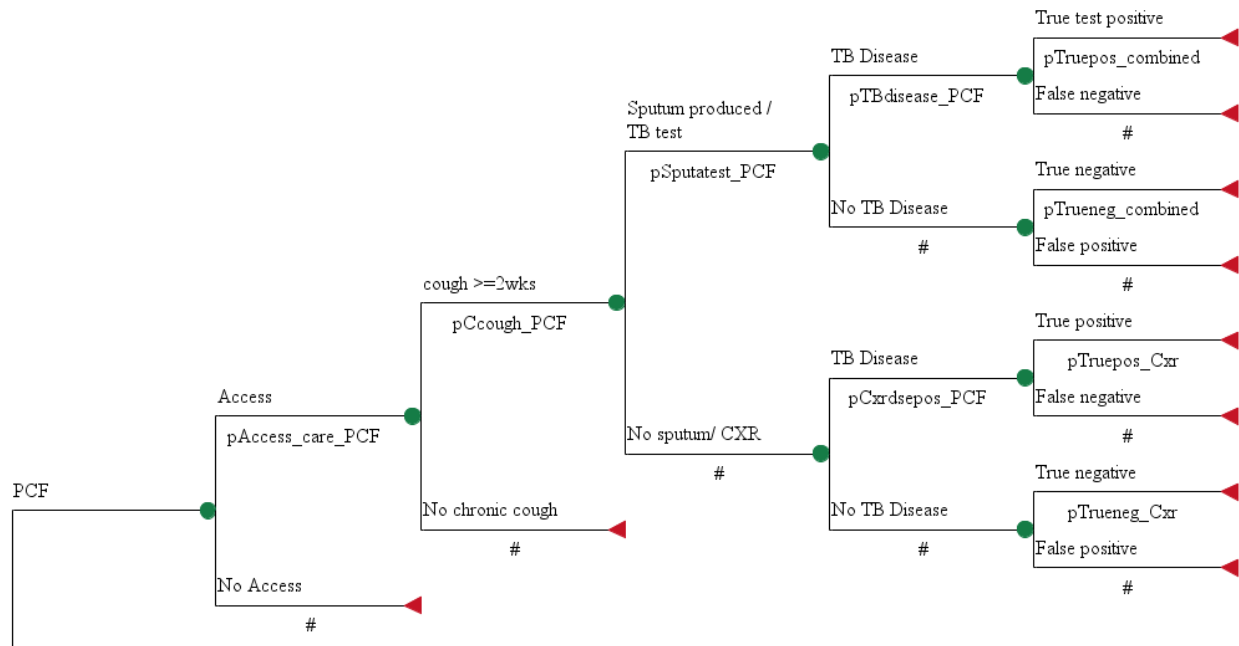 True test positive
pTruepos_combined
TB Disease
pTBdisease_PCF
False negative
#
Sputum produced /
TB test
pSputatest_PCF
True negative
pTrueneg_combined
No TB Disease
#
False positive
#
cough >=2wks
pCcough_PCF
True positive
pTruepos_Cxr
TB Disease
pCxrdsepos_PCF
False negative
#
Access
pAccess_care_PCF
No sputum/ CXR
#
True negative
pTrueneg_Cxr
PCF
No chronic cough
#
No TB Disease
#
False positive
#
No Access
#